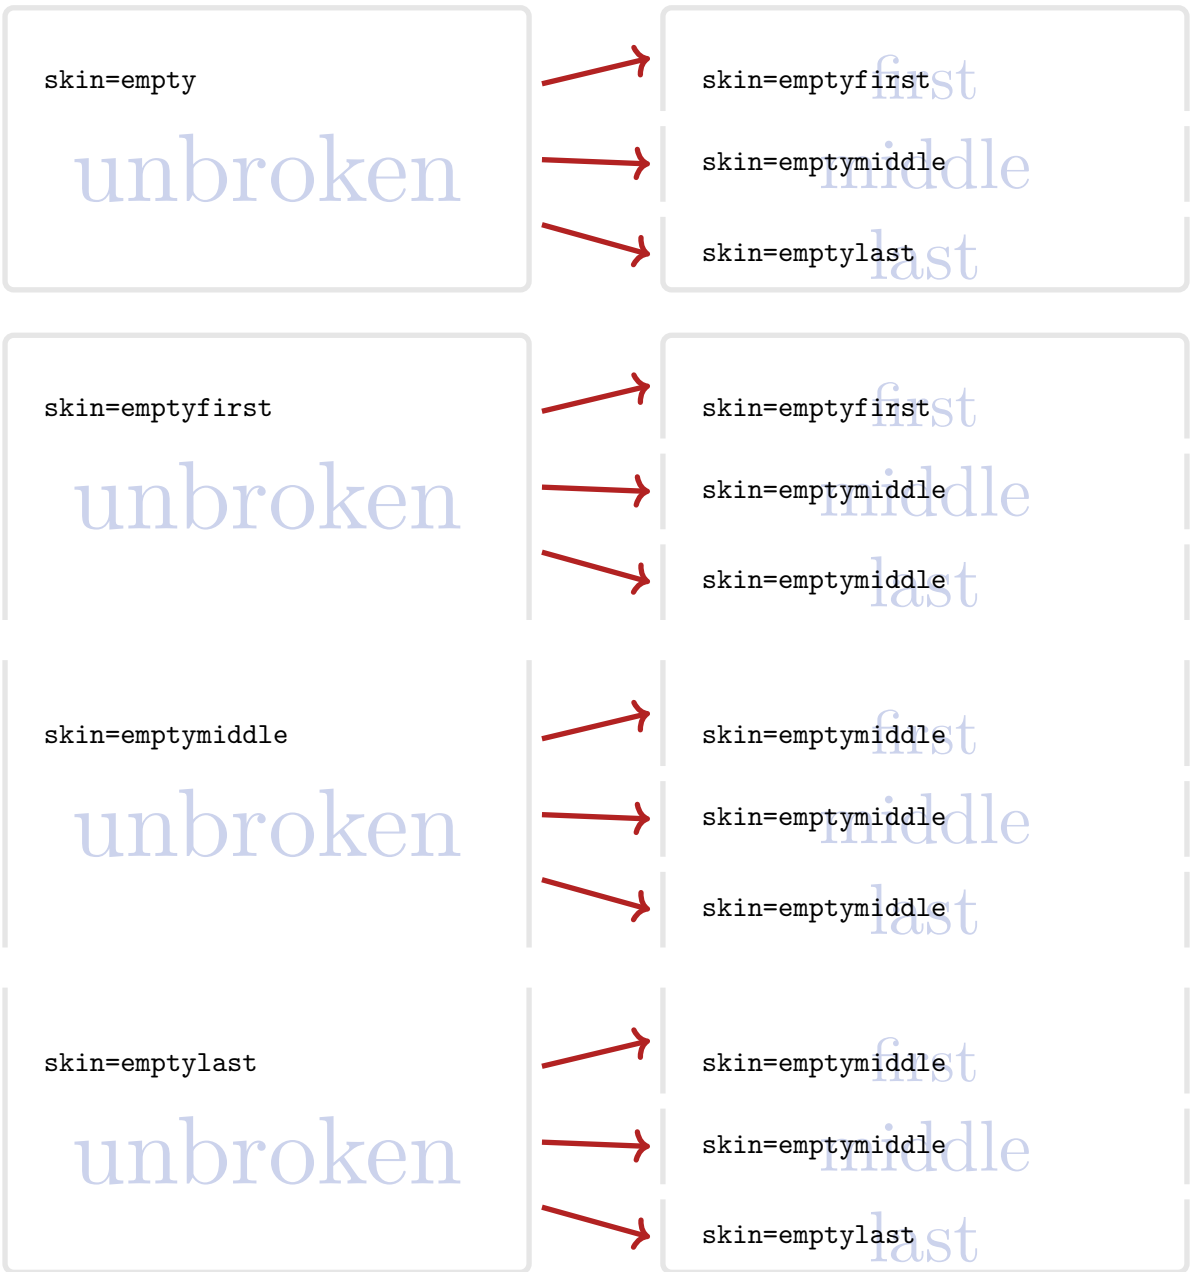 skin=empty
unbroken
skin=emptyfirst
first
skin=emptymiddle
middle
skin=emptylast
last
skin=emptyfirst
unbroken
skin=emptyfirst
first
skin=emptymiddle
middle
skin=emptymiddle
last
skin=emptymiddle
unbroken
skin=emptymiddle
first
skin=emptymiddle
middle
skin=emptymiddle
last
skin=emptylast
unbroken
skin=emptymiddle
first
skin=emptymiddle
middle
skin=emptylast
last